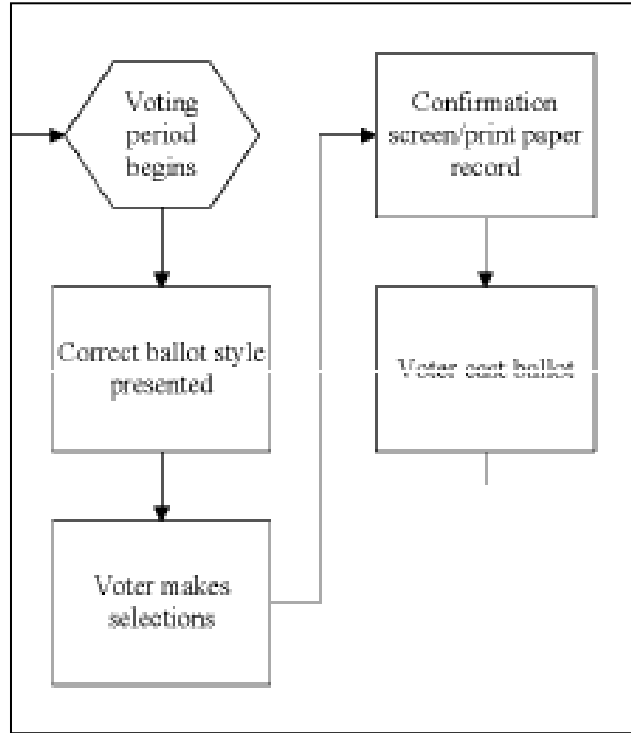 Voting
period
begins
Correct ballot style
presented
Voter makes
selections
Confirmation
screen/print paper
record
Voter cast ballot